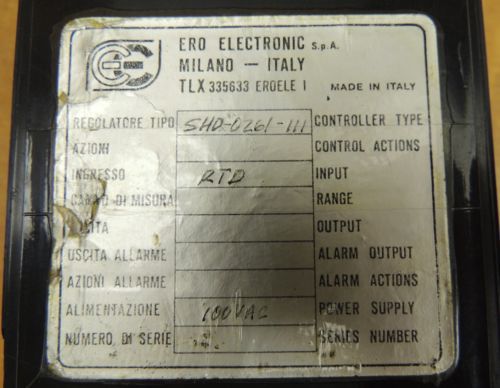 ERO ELECTRONIC S.p.A.
MILANO — ITALY
TLX 335633 EROELE I MADE IN ITALY
REGOLATORE TIPO SHD-0261-111 CONTROLLER TYPE
AZIONI CONTROL ACTIONS
INGRESSO RTD INPUT
CAMPO DI MISURA RANGE
USCITA OUTPUT
USCITA ALLARME ALARM OUTPUT
AZIONI ALLARME ALARM ACTIONS
ALIMENTAZIONE 100VAC POWER SUPPLY
NUMERO DI SERIE SERIES NUMBER